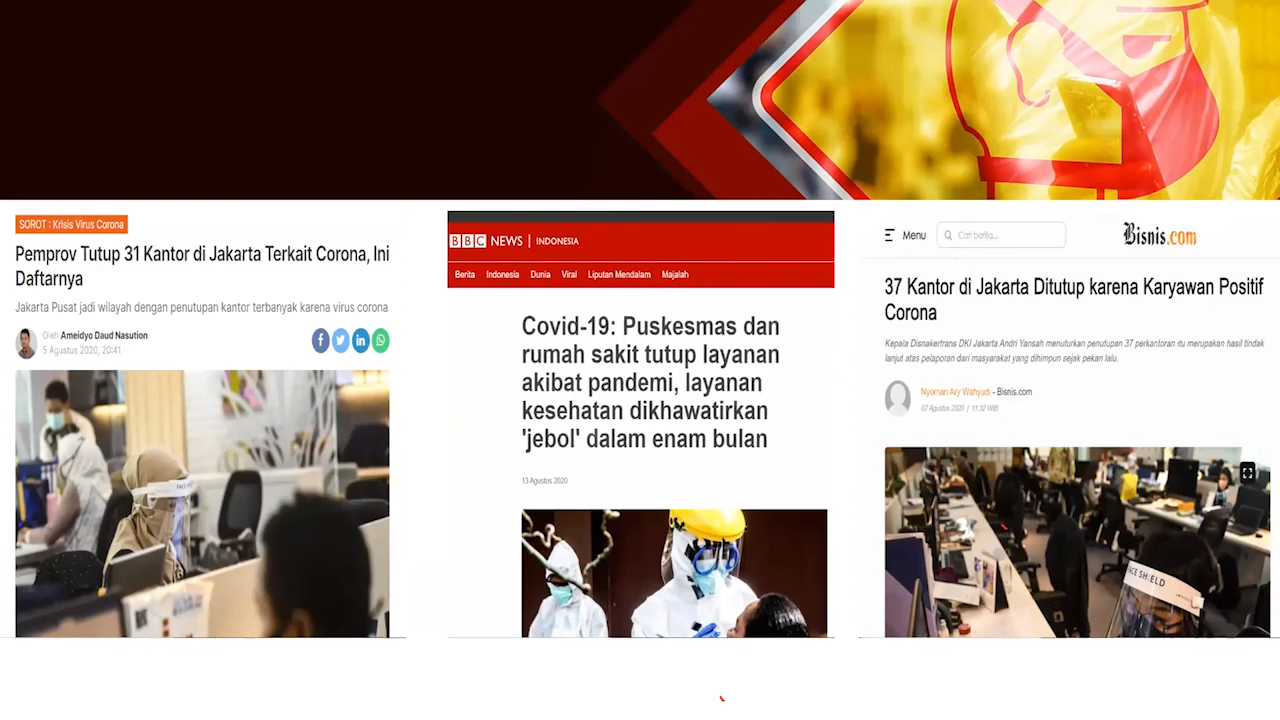 SOROT : Krisis Virus Corona
Pemprov Tutup 31 Kantor di Jakarta Terkait Corona, Ini
Daftarnya
Jakarta Pusat jadi wilayah dengan penutupan kantor terbanyak karena virus corona
Oleh Ameidyo Daud Nasution
5 Agustus 2020, 20:41
BBC NEWS | INDONESIA
Berita Indonesia Dunia Viral Liputan Mendalam Majalah
Covid-19: Puskesmas dan
rumah sakit tutup layanan
akibat pandemi, layanan
kesehatan dikhawatirkan
'jebol' dalam enam bulan
13 Agustus 2020
Menu
Cari berita...
Bisnis.com
37 Kantor di Jakarta Ditutup karena Karyawan Positif
Corona
Kepala Disnakertrans DKI Jakarta Andri Yansah menuturkan penutupan 37 perkantoran itu merupakan hasil tindak
lanjut atas pelaporan dari masyarakat yang dihimpun sejak pekan lalu.
Nyoman Ary Wahyudi - Bisnis.com
07 Agustus 2020 | 11:32 WIB
FACE SHIELD